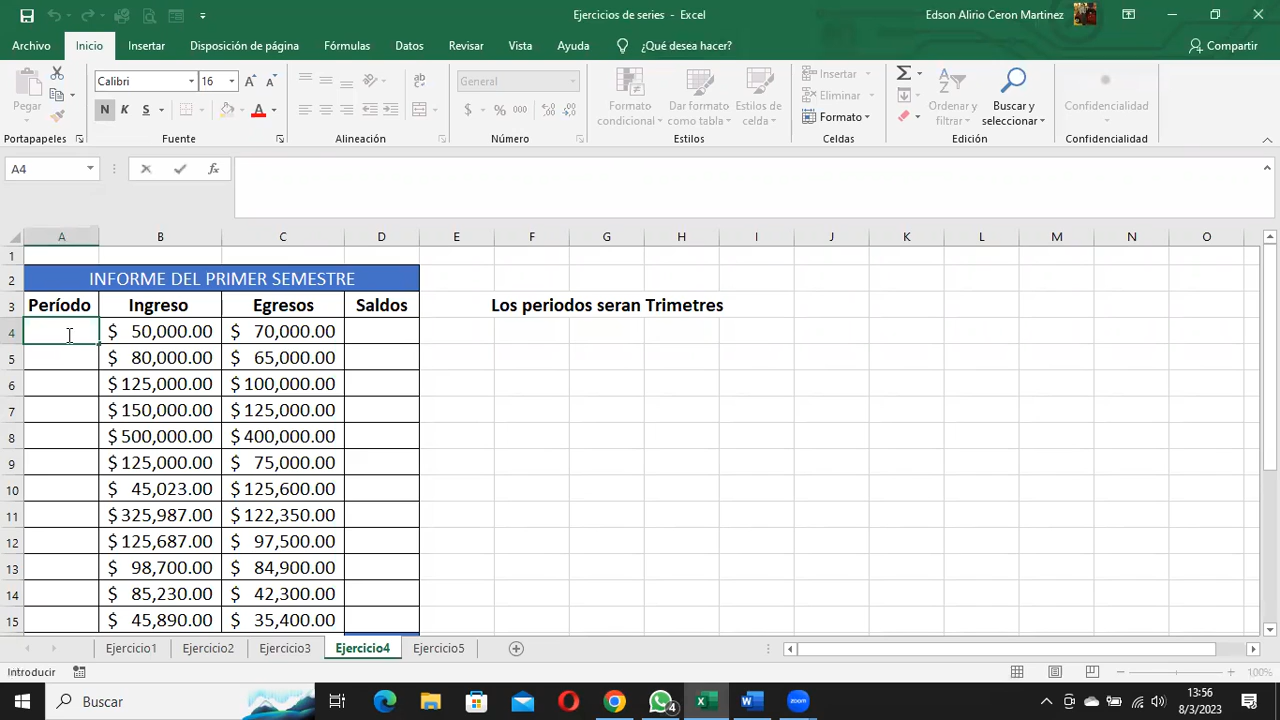 Ejercicios de series - Excel
Edson Alirio Ceron Martinez
Archivo Inicio Insertar Disposición de página Fórmulas Datos Revisar Vista Ayuda ¿Qué desea hacer? Compartir
Pegar
Calibri 16
N K S
General
$ % 000
Formato condicional
Dar formato como tabla
Estilos de celda
Insertar
Eliminar
Formato
Ordenar y filtrar
Buscar y seleccionar
Confidencialidad
Portapapeles Fuente Alineación Número Estilos Celdas Edición Confidencialidad
A4 fx
A B C D E F G H I J K L M N O
1
2 INFORME DEL PRIMER SEMESTRE
3 Período Ingreso Egresos Saldos Los periodos seran Trimetres
4 $ 50,000.00 $ 70,000.00
5 $ 80,000.00 $ 65,000.00
6 $ 125,000.00 $ 100,000.00
7 $ 150,000.00 $ 125,000.00
8 $ 500,000.00 $ 400,000.00
9 $ 125,000.00 $ 75,000.00
10 $ 45,023.00 $ 125,600.00
11 $ 325,987.00 $ 122,350.00
12 $ 125,687.00 $ 97,500.00
13 $ 98,700.00 $ 84,900.00
14 $ 85,230.00 $ 42,300.00
15 $ 45,890.00 $ 35,400.00
Ejercicio1 Ejercicio2 Ejercicio3 Ejercicio4 Ejercicio5
Introducir 100%
Buscar
4
zoom
13:56
8/3/2023